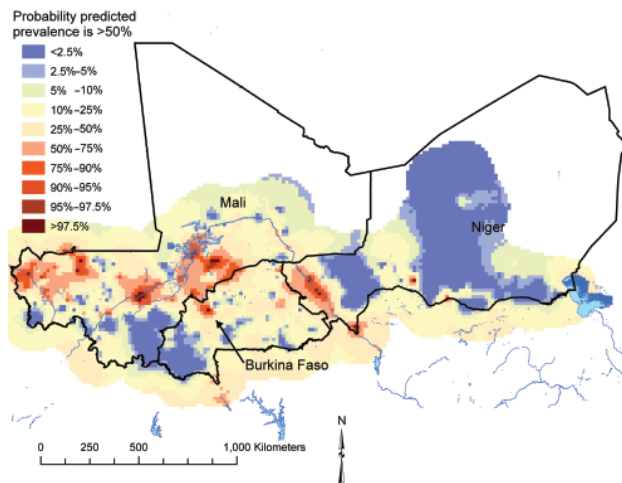 Probability predicted
prevalence is >50%
<2.5%
2.5%–5%
5% –10%
10%–25%
25%–50%
50% –75%
75%–90%
90%–95%
95%–97.5%
>97.5%
Mali
Niger
Burkina Faso
N
0 250 500 1,000 Kilometers